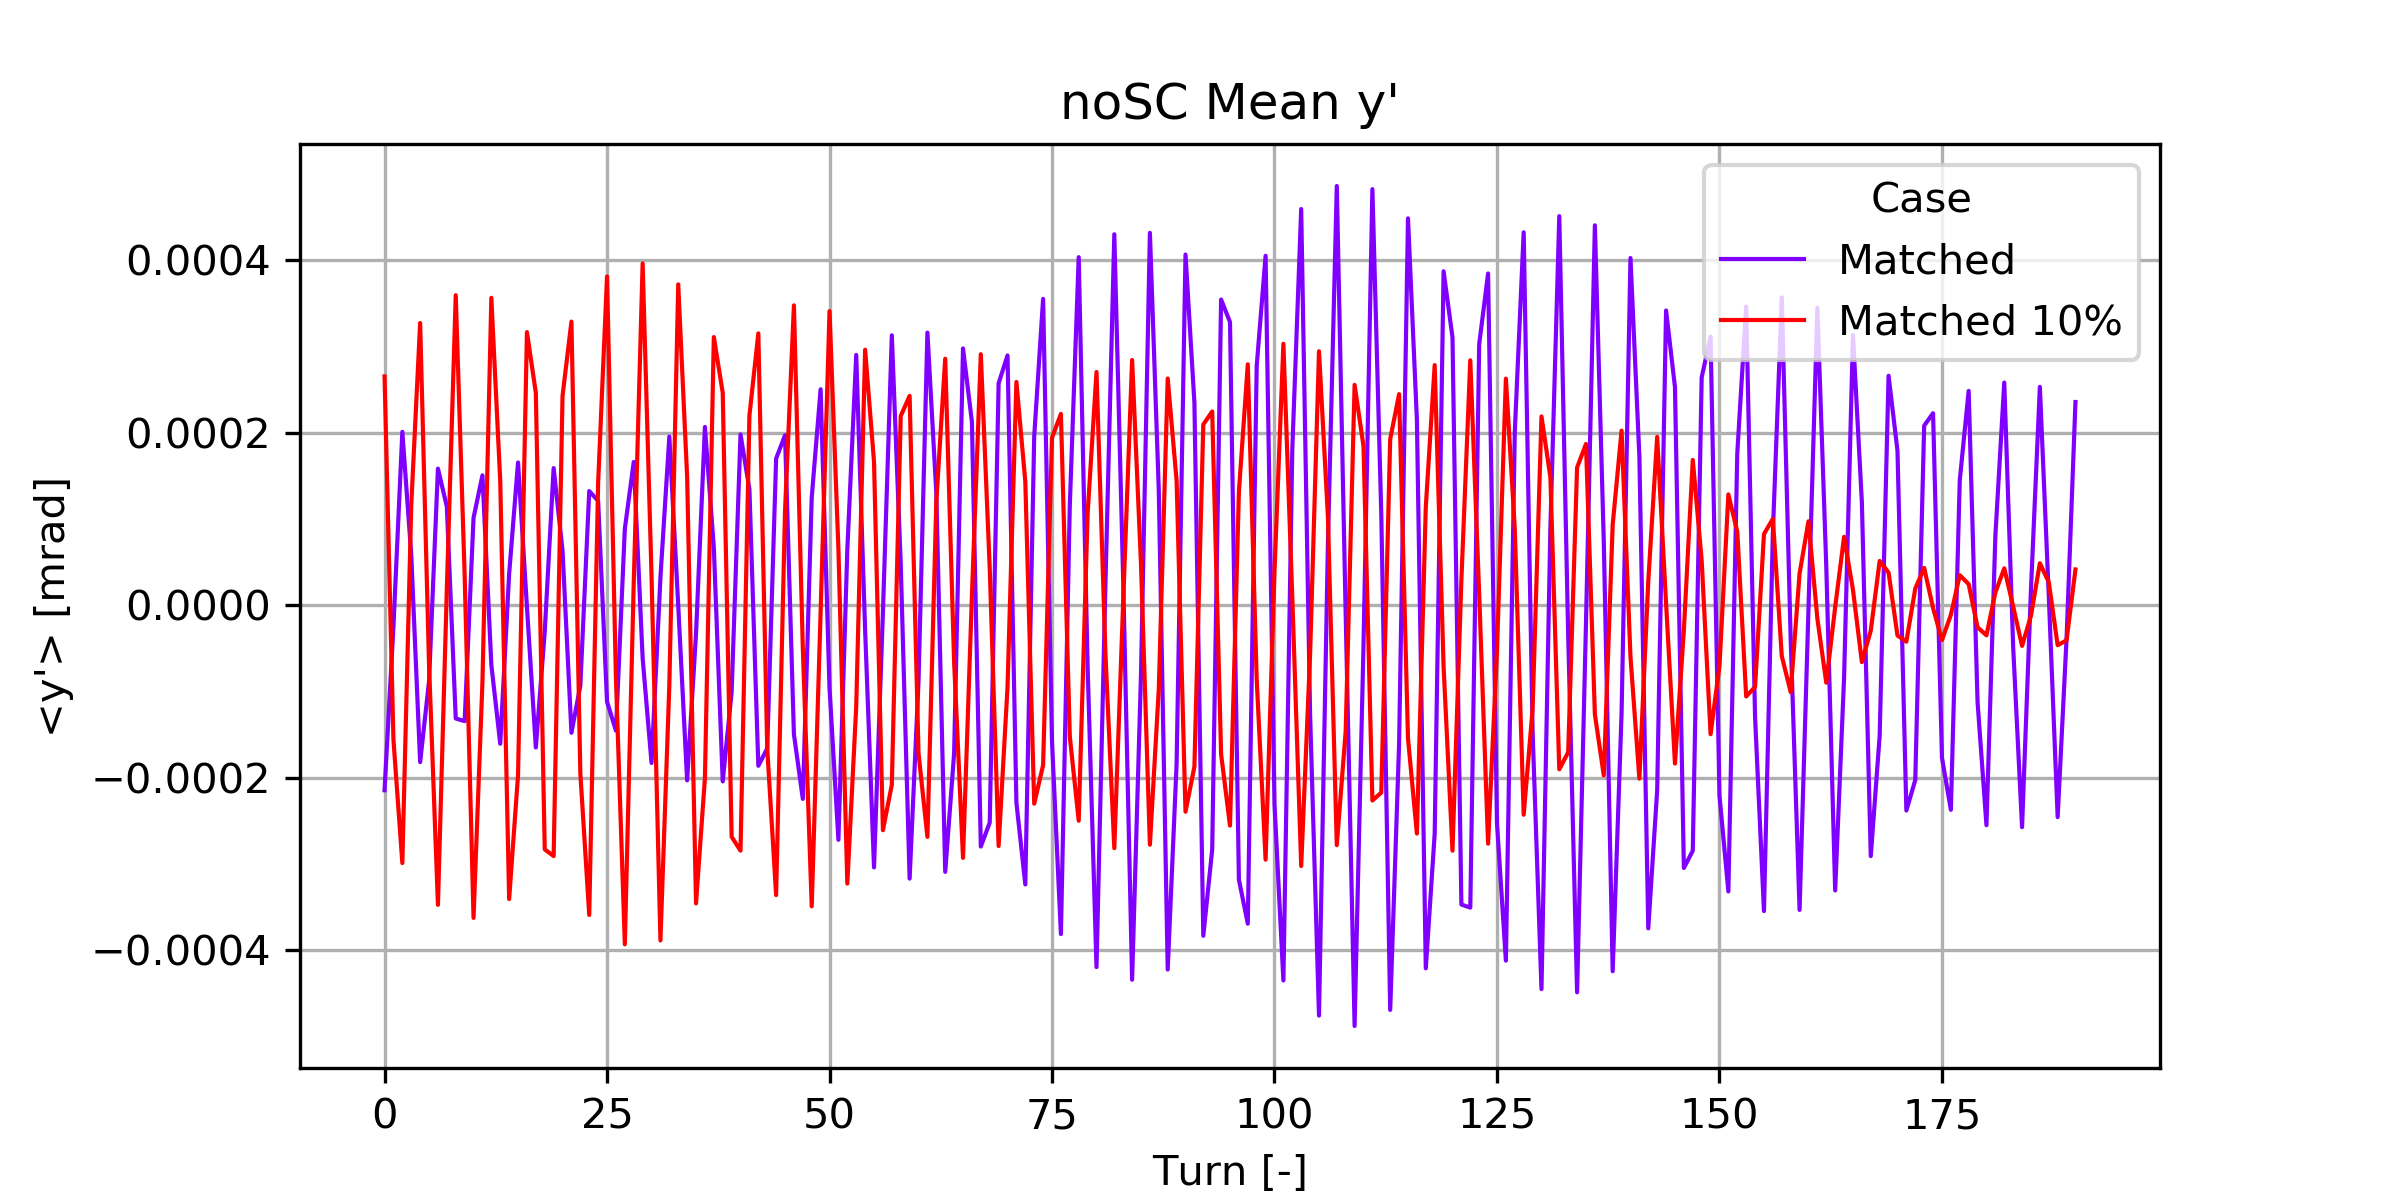 noSC Mean y'
Case
Matched
Matched 10%
<y'> [mrad]
0.0004
0.0002
0.0000
−0.0002
−0.0004
0 25 50 75 100 125 150 175
Turn [-]